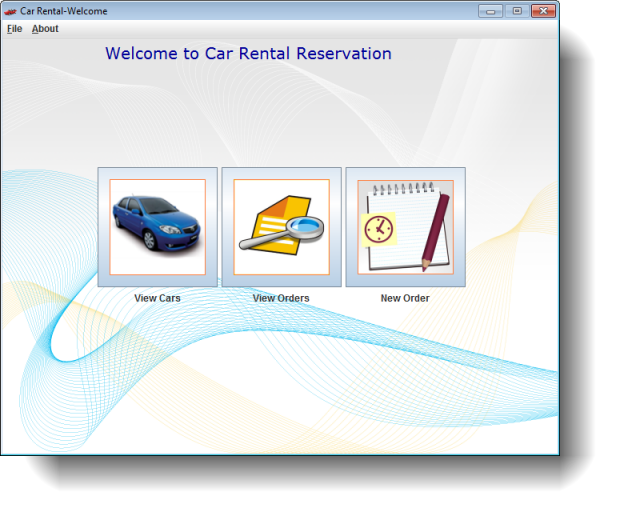 Car Rental-Welcome
File About
Welcome to Car Rental Reservation
View Cars View Orders New Order